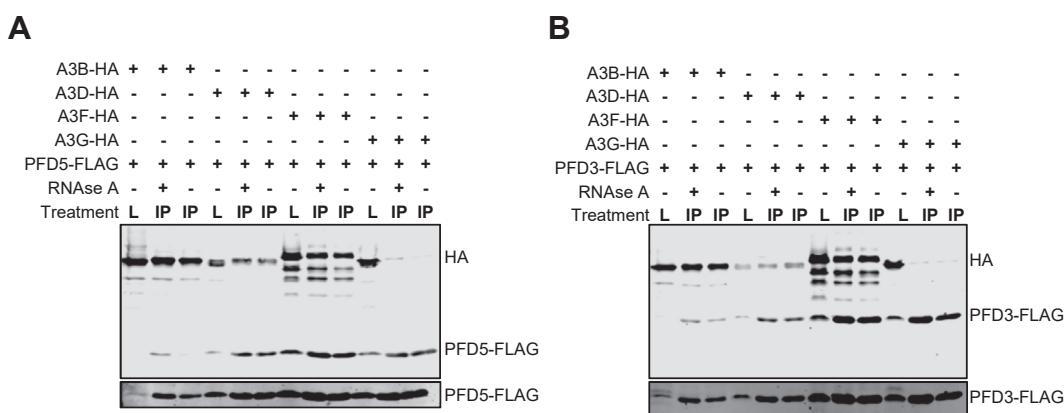 A
A3B-HA + + + - - - - - - - - -
A3D-HA - - - + + + - - - - - -
A3F-HA - - - - - - + + + - - -
A3G-HA - - - - - - - - - + + +
PFD5-FLAG + + + + + + + + + + + +
RNAse A - + - - + - - + - - + -
Treatment L IP IP L IP IP L IP IP L IP IP
HA
PFD5-FLAG
PFD5-FLAG
B
A3B-HA + + + - - - - - - - - -
A3D-HA - - - + + + - - - - - -
A3F-HA - - - - - - + + + - - -
A3G-HA - - - - - - - - - + + +
PFD3-FLAG + + + + + + + + + + + +
RNAse A - + - - + - - + - - + -
Treatment L IP IP L IP IP L IP IP L IP IP
HA
PFD3-FLAG
PFD3-FLAG